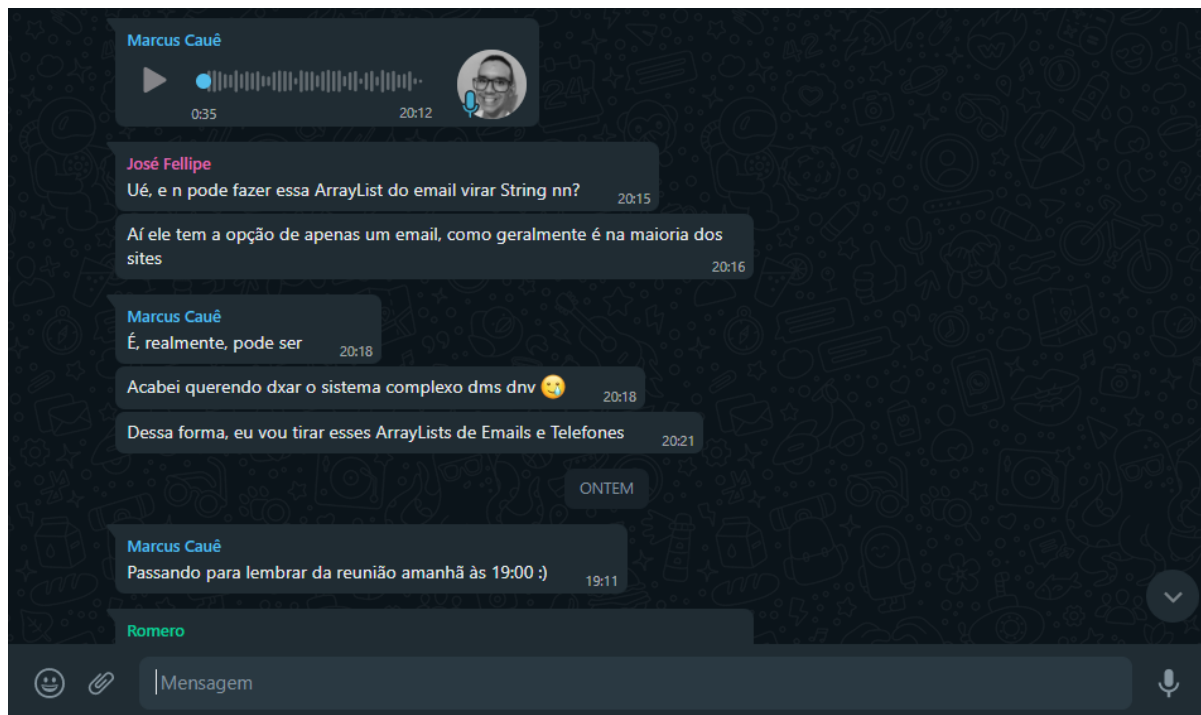 Marcus Cauê
0:35 20:12
José Fellipe
Ué, e n pode fazer essa ArrayList do email virar String nn? 20:15
Aí ele tem a opção de apenas um email, como geralmente é na maioria dos
sites 20:16
Marcus Cauê
É, realmente, pode ser 20:18
Acabei querendo dxar o sistema complexo dms dnv 🥲 20:18
Dessa forma, eu vou tirar esses ArrayLists de Emails e Telefones 20:21
ONTEM
Marcus Cauê
Passando para lembrar da reunião amanhã às 19:00 :) 19:11
Romero
Mensagem